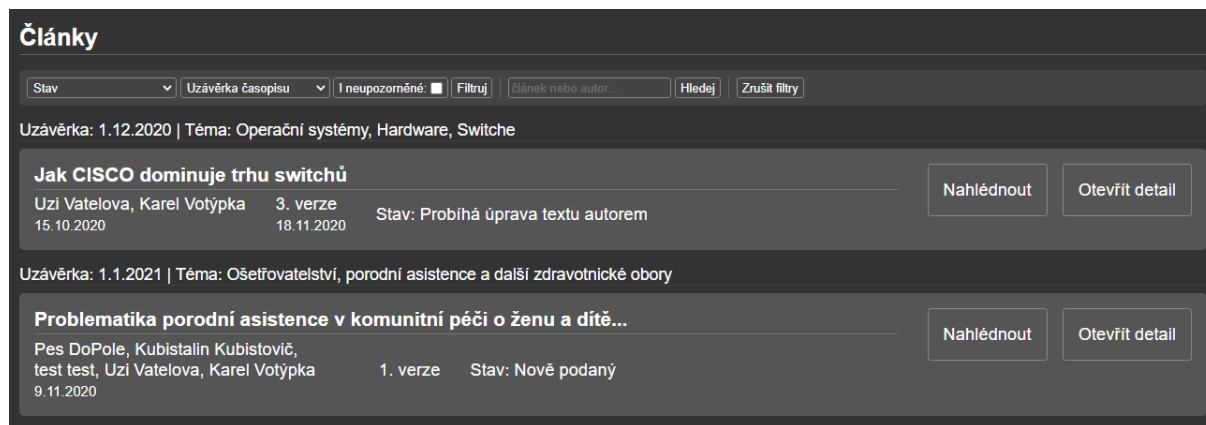 Články
Stav Uzávěrka časopisu I neupozorněné: Filtruj článek nebo autor... Hledej Zrušit filtry
Uzávěrka: 1.12.2020 | Téma: Operační systémy, Hardware, Switche
Jak CISCO dominuje trhu switchů
Nahlédnout Otevřít detail
Uzi Vatelova, Karel Votýpka 3. verze
Stav: Probíhá úprava textu autorem
15.10.2020 18.11.2020
Uzávěrka: 1.1.2021 | Téma: Ošetřovatelství, porodní asistence a další zdravotnické obory
Problematika porodní asistence v komunitní péči o ženu a dítě...
Nahlédnout Otevřít detail
Pes DoPole, Kubistalin Kubistovič,
test test, Uzi Vatelova, Karel Votýpka 1. verze Stav: Nově podaný
9.11.2020